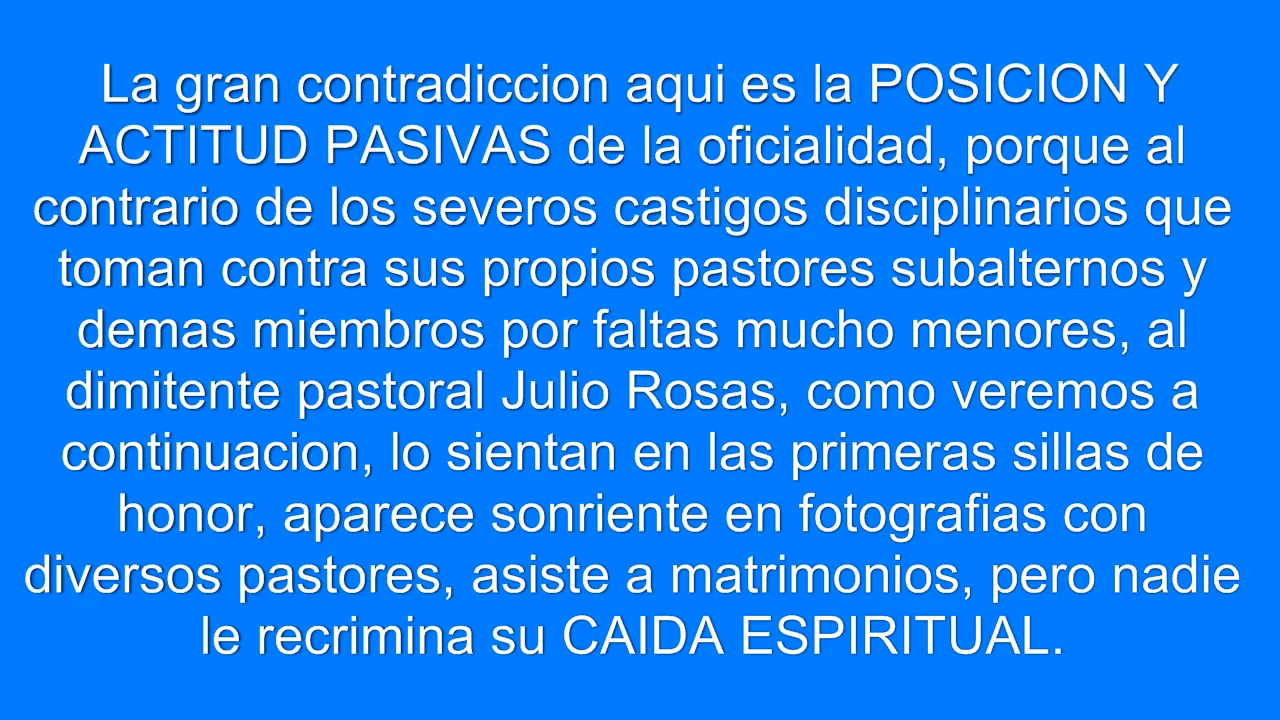 La gran contradiccion aqui es la POSICION Y
ACTITUD PASIVAS de la oficialidad, porque al
contrario de los severos castigos disciplinarios que
toman contra sus propios pastores subalternos y
demas miembros por faltas mucho menores, al
dimitente pastoral Julio Rosas, como veremos a
continuacion, lo sientan en las primeras sillas de
honor, aparece sonriente en fotografias con
diversos pastores, asiste a matrimonios, pero nadie
le recrimina su CAIDA ESPIRITUAL.